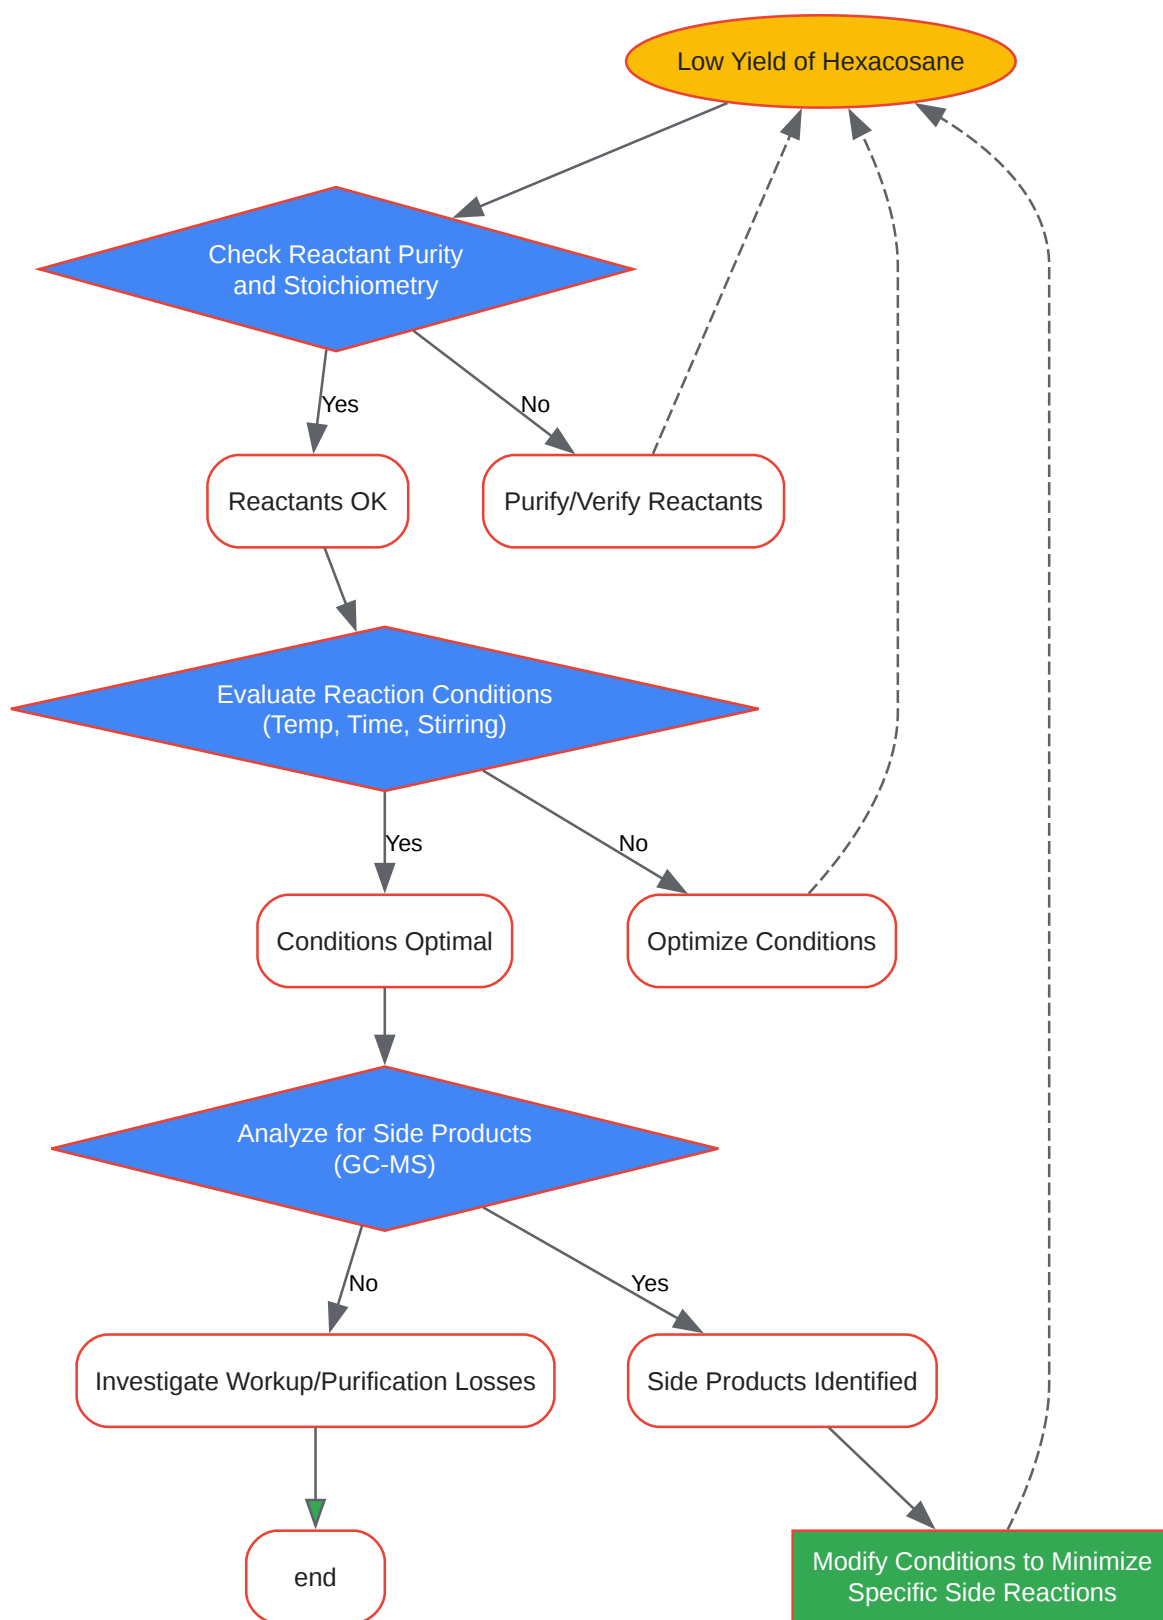 Low Yield of Hexacosane
Check Reactant Purity
and Stoichiometry
Yes
No
Reactants OK
Purify/Verify Reactants
Evaluate Reaction Conditions
(Temp, Time, Stirring)
Yes
No
Conditions Optimal
Optimize Conditions
Analyze for Side Products
(GC-MS)
No
Yes
Investigate Workup/Purification Losses
Side Products Identified
end
Modify Conditions to Minimize
Specific Side Reactions